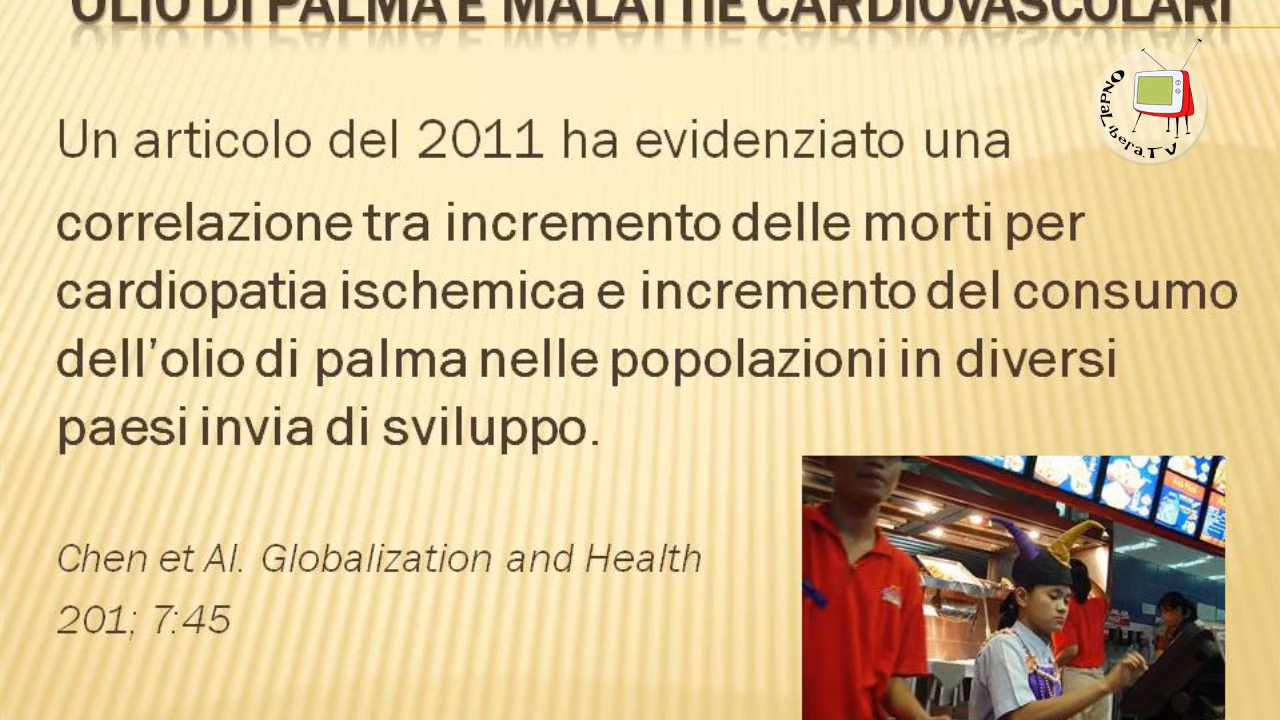 OLIO DI PALMA E MALATTIE CARDIOVASCOLARI
OndaLibera.TV
Un articolo del 2011 ha evidenziato una
correlazione tra incremento delle morti per
cardiopatia ischemica e incremento del consumo
dell'olio di palma nelle popolazioni in diversi
paesi invia di sviluppo.
Chen et Al. Globalization and Health
201; 7:45